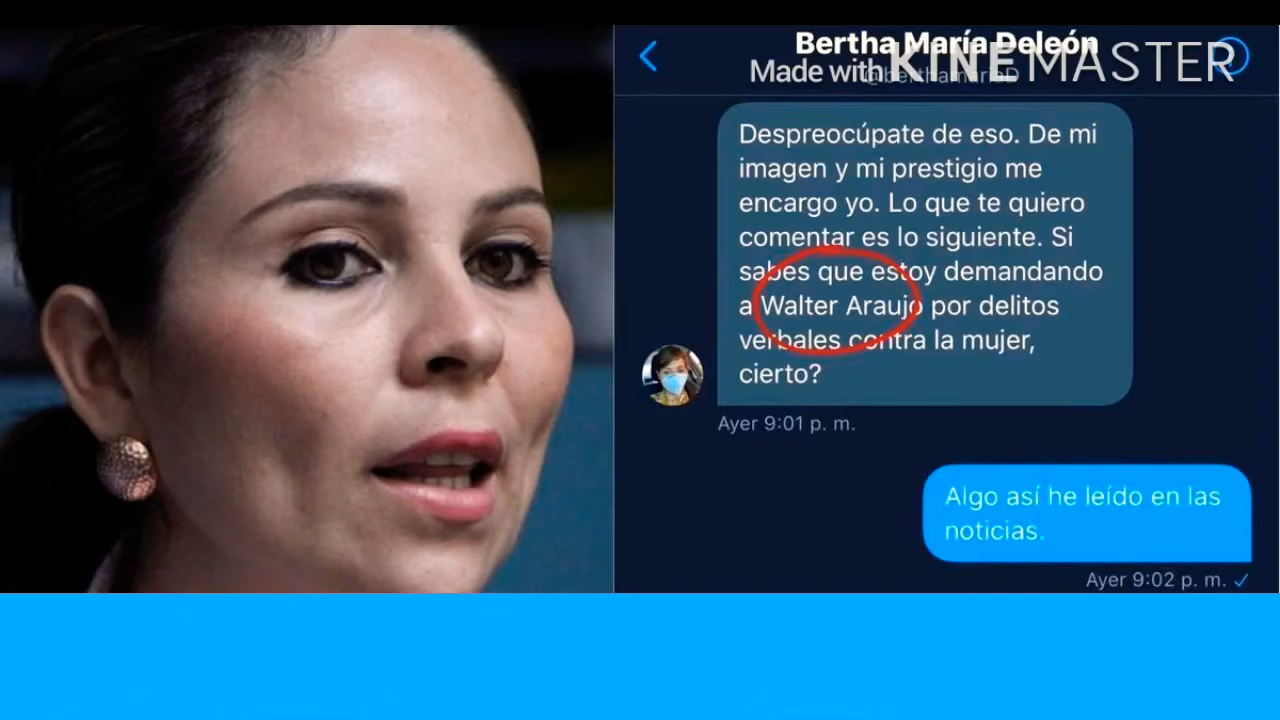 Bertha María Deleón
Made with KINEMASTER
@berthamariaD
Despreocúpate de eso. De mi
imagen y mi prestigio me
encargo yo. Lo que te quiero
comentar es lo siguiente. Si
sabes que estoy demandando
a Walter Araujo por delitos
verbales contra la mujer,
cierto?
Ayer 9:01 p. m.
Algo así he leído en las
noticias.
Ayer 9:02 p. m.